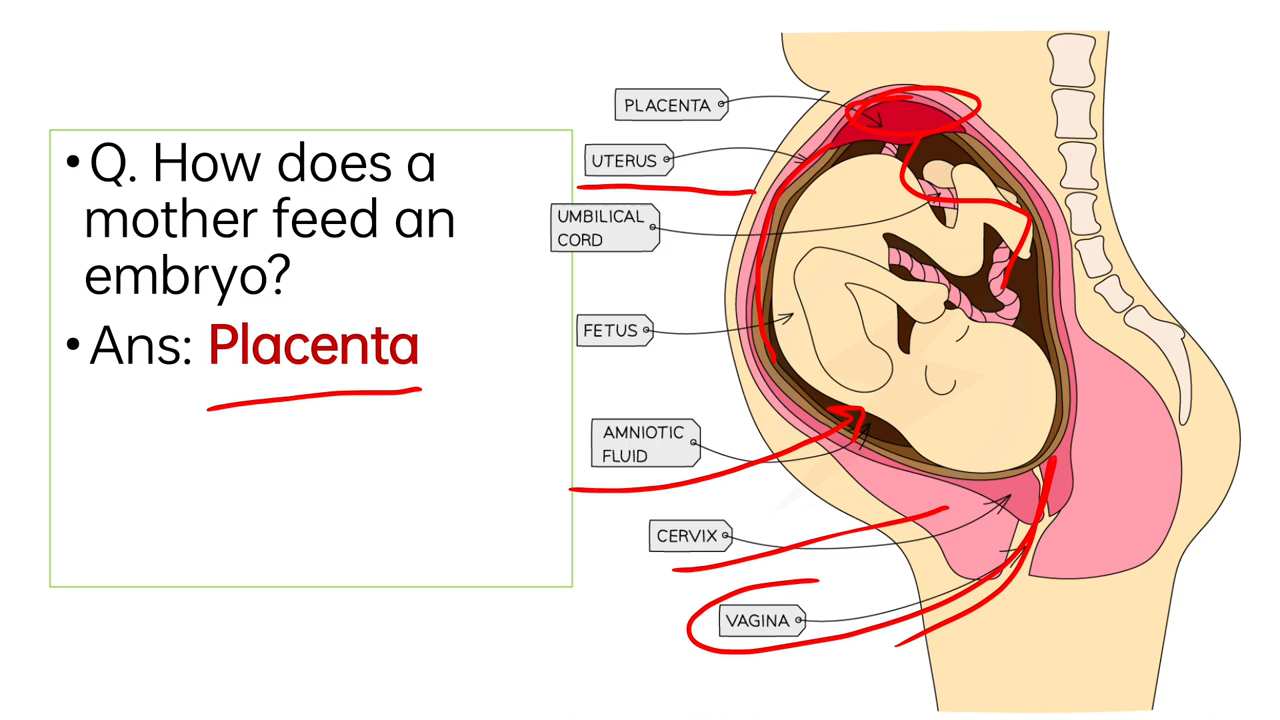 •Q. How does a
mother feed an
embryo?
•Ans: Placenta
PLACENTA
UTERUS
UMBILICAL
CORD
FETUS
AMNIOTIC
FLUID
CERVIX
VAGINA